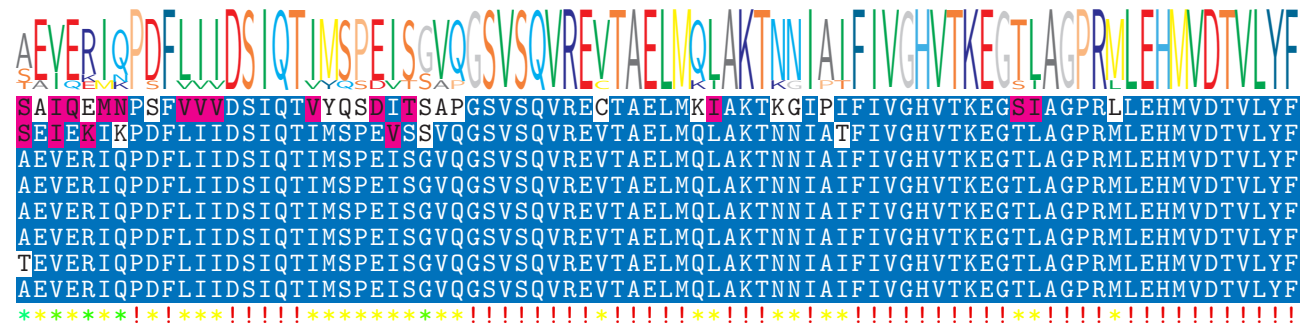 AEVERIQPDFLIIDSIQTIMSPEISGVQGSVSQVREVTAELMQLAKTNNIAIFIVGHVTKEGTLAGPRMLEHMVDTVLYF
SAIQEMNPSFVVVDSIQTVYQSDITSAPGSVSQVRECTAELMKIAKTKGIPIFIVGHVTKEGSIAGPRLLEHMVDTVLYF
SEIEKIKPDFLIIDSIQTIMSPEVSSVQGSVSQVREVTAELMQLAKTNNIATFIVGHVTKEGTLAGPRMLEHMVDTVLYF
AEVERIQPDFLIIDSIQTIMSPEISGVQGSVSQVREVTAELMQLAKTNNIAIFIVGHVTKEGTLAGPRMLEHMVDTVLYF
AEVERIQPDFLIIDSIQTIMSPEISGVQGSVSQVREVTAELMQLAKTNNIAIFIVGHVTKEGTLAGPRMLEHMVDTVLYF
AEVERIQPDFLIIDSIQTIMSPEISGVQGSVSQVREVTAELMQLAKTNNIAIFIVGHVTKEGTLAGPRMLEHMVDTVLYF
AEVERIQPDFLIIDSIQTIMSPEISGVQGSVSQVREVTAELMQLAKTNNIAIFIVGHVTKEGTLAGPRMLEHMVDTVLYF
TEVERIQPDFLIIDSIQTIMSPEISGVQGSVSQVREVTAELMQLAKTNNIAIFIVGHVTKEGTLAGPRMLEHMVDTVLYF
AEVERIQPDFLIIDSIQTIMSPEISGVQGSVSQVREVTAELMQLAKTNNIAIFIVGHVTKEGTLAGPRMLEHMVDTVLYF
*******!*!***!!!!!**********!!!!!!!!*!!!!!**!!!**!**!!!!!!!!!!**!!!!*!!!!!!!!!!!